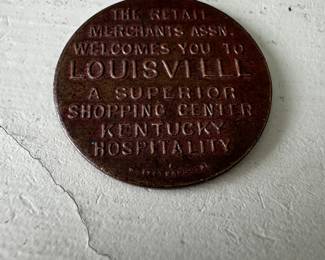 THE RETAIL
MERCHANTS ASSN.
WELCOMES YOU TO
LOUISVILLE
A SUPERIOR
SHOPPING CENTER
KENTUCKY
HOSPITALITY